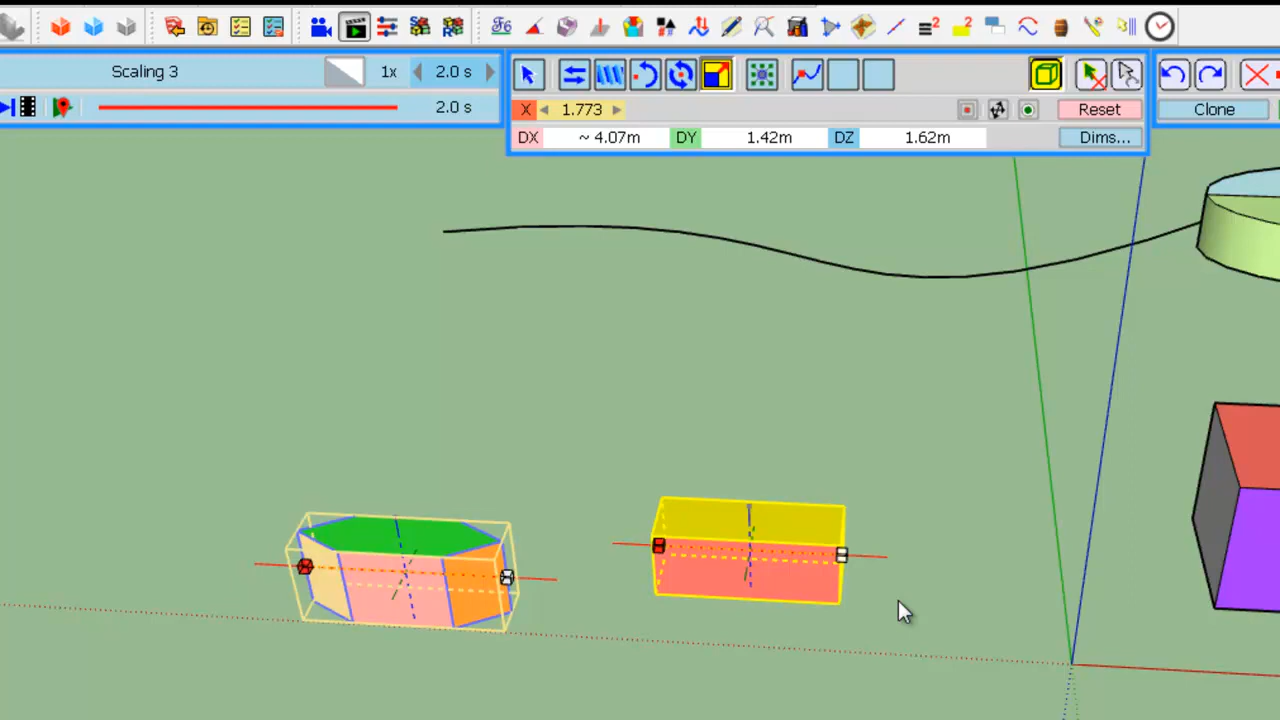 Scaling 3 1x 2.0 s
2.0 s
X 1.773 Reset
DX ~ 4.07m DY 1.42m DZ 1.62m Dims...
Clone